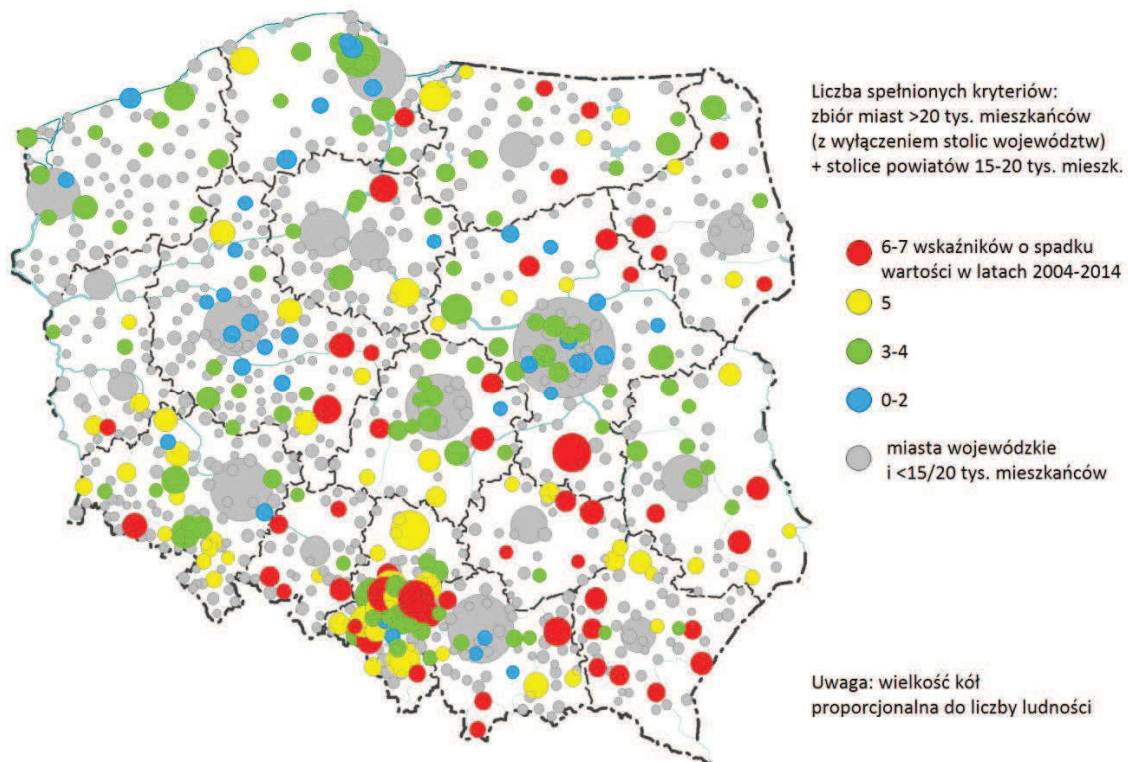 Liczba spełnionych kryteriów:
zbiór miast >20 tys. mieszkańców
(z wyłączeniem stolic województw)
+ stolice powiatów 15-20 tys. mieszk.
6-7 wskaźników o spadku
wartości w latach 2004-2014
5
3-4
0-2
miasta wojewódzkie
i <15/20 tys. mieszkańców
Uwaga: wielkość kół
proporcjonalna do liczby ludności